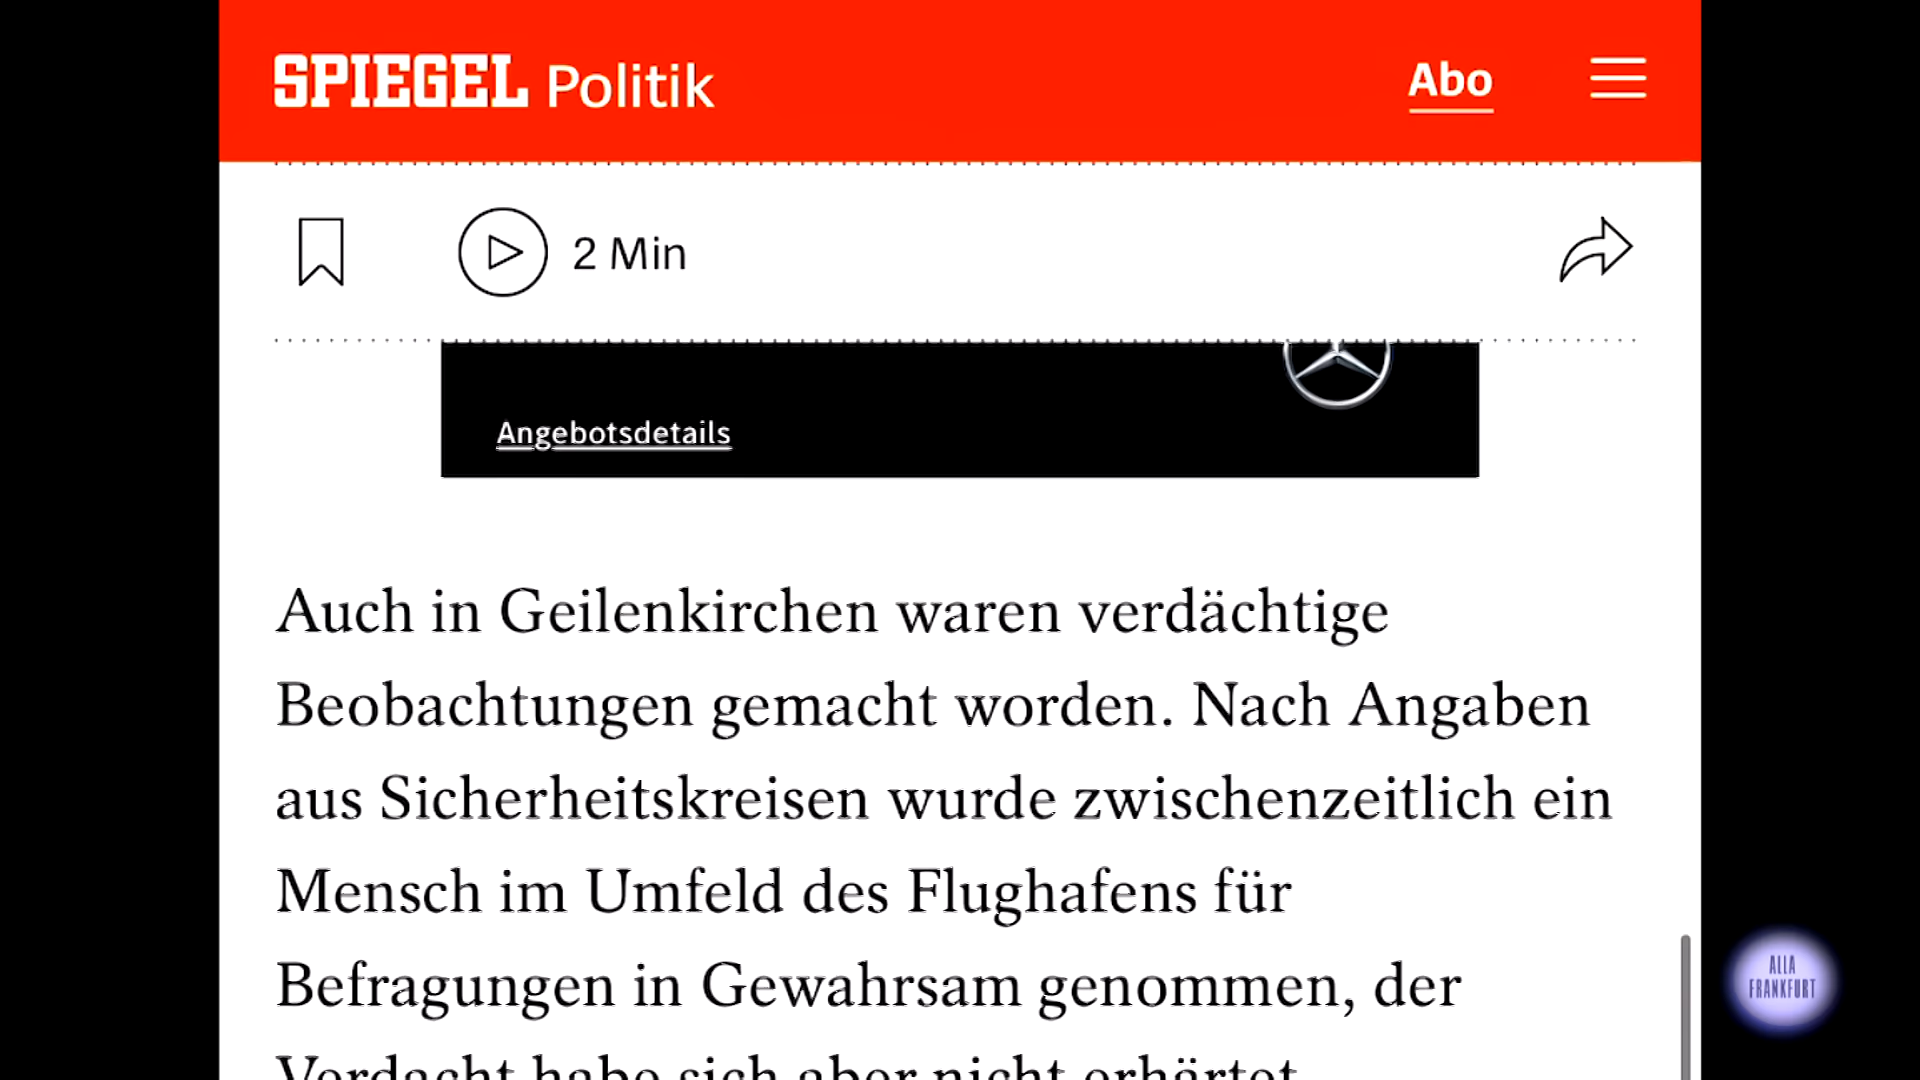 SPIEGEL Politik
Abo
2 Min
Angebotsdetails
Auch in Geilenkirchen waren verdächtige
Beobachtungen gemacht worden. Nach Angaben
aus Sicherheitskreisen wurde zwischenzeitlich ein
Mensch im Umfeld des Flughafens für
Befragungen in Gewahrsam genommen, der
Verdacht habe sich aber nicht erhärtet.
ALLA
FRANKFURT